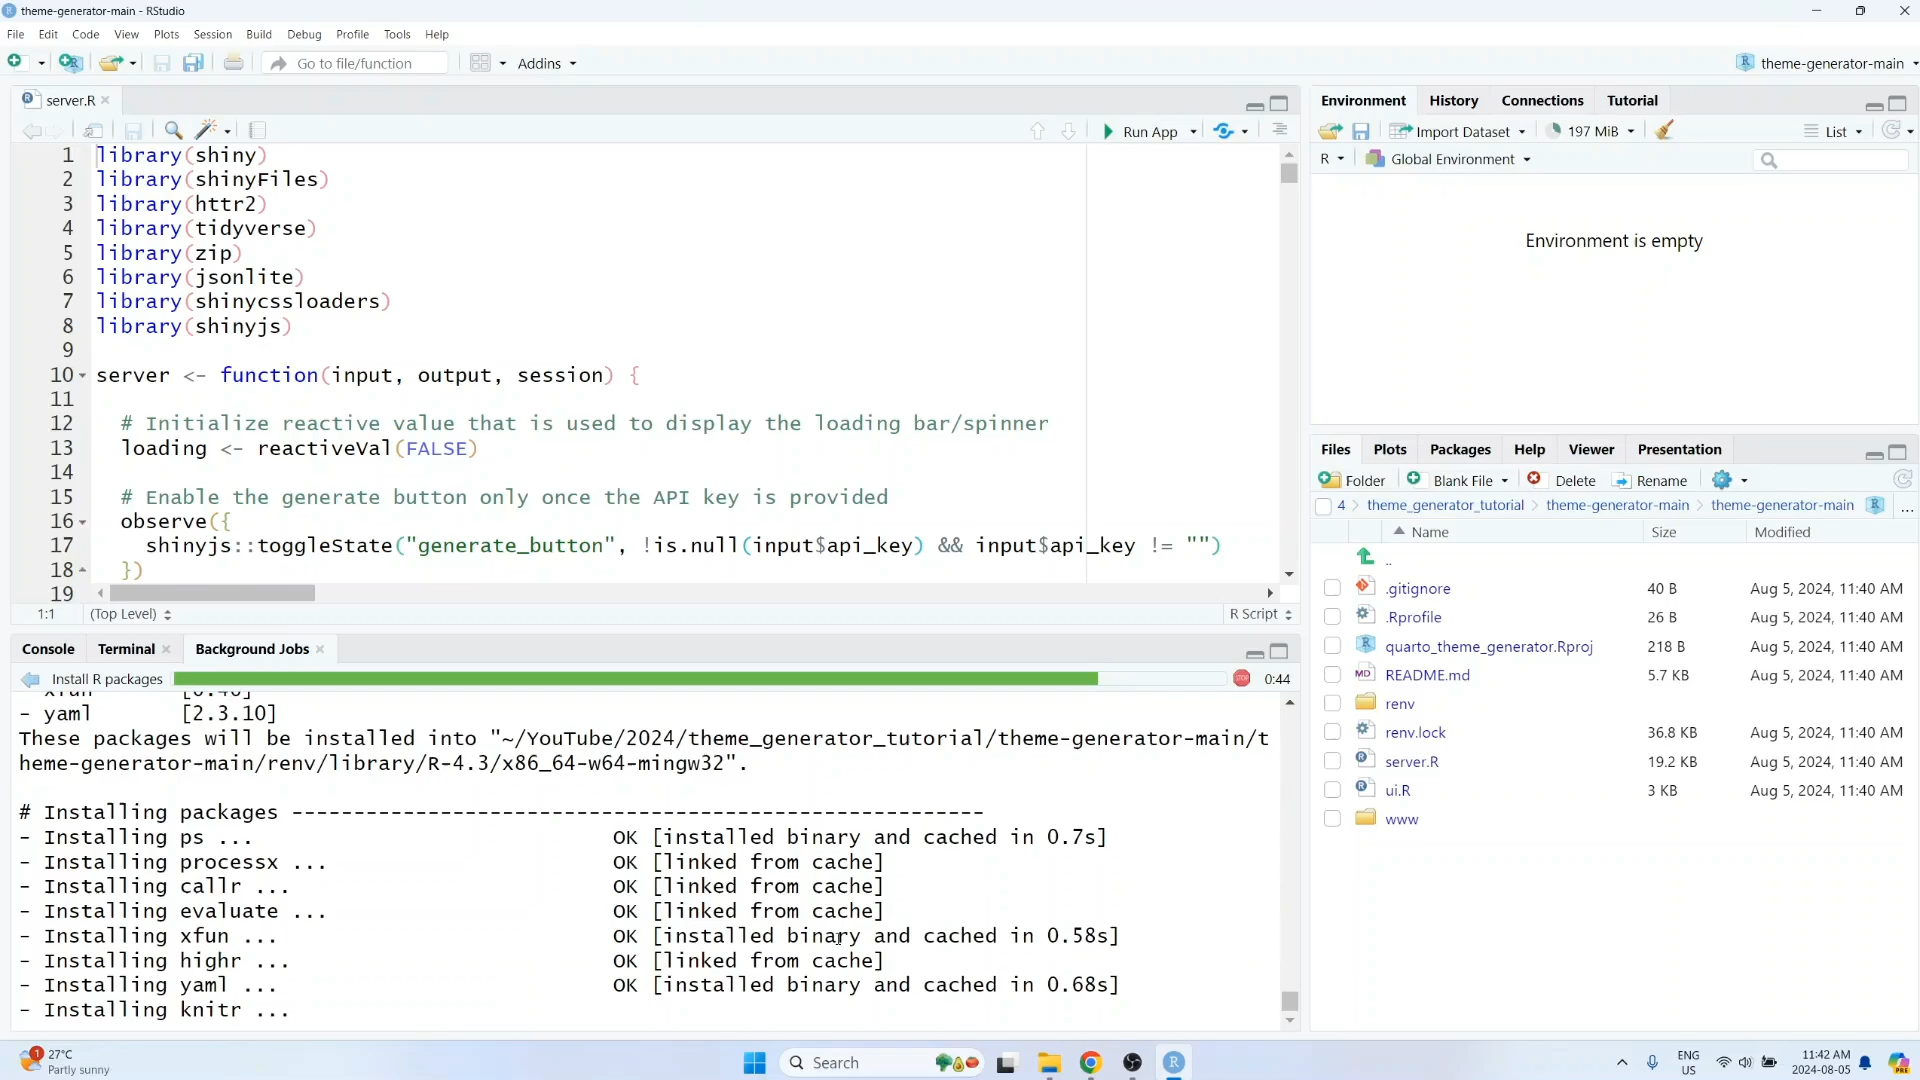 theme-generator-main - RStudio
File Edit Code View Plots Session Build Debug Profile Tools Help
Go to file/function Addins theme-generator-main
server.R
Run App
1 library(shiny)
2 library(shinyFiles)
3 library(httr2)
4 library(tidyverse)
5 library(zip)
6 library(jsonlite)
7 library(shinycssloaders)
8 library(shinyjs)
9
10 server <- function(input, output, session) {
11
12 # Initialize reactive value that is used to display the loading bar/spinner
13 loading <- reactiveVal(FALSE)
14
15 # Enable the generate button only once the API key is provided
16 observe({
17 shinyjs::toggleState("generate_button", !is.null(input$api_key) && input$api_key != "")
18 })
19
1:1 (Top Level) R Script
Console Terminal Background Jobs
Install R packages 0:44
- yaml [2.3.10]
These packages will be installed into "~/YouTube/2024/theme_generator_tutorial/theme-generator-main/t
heme-generator-main/renv/library/R-4.3/x86_64-w64-mingw32".
# Installing packages --------------------------------------------------------
- Installing ps ... OK [installed binary and cached in 0.7s]
- Installing processx ... OK [linked from cache]
- Installing callr ... OK [linked from cache]
- Installing evaluate ... OK [linked from cache]
- Installing xfun ... OK [installed binary and cached in 0.58s]
- Installing highr ... OK [linked from cache]
- Installing yaml ... OK [installed binary and cached in 0.68s]
- Installing knitr ...
Environment History Connections Tutorial
Import Dataset 197 MiB List
R Global Environment
Environment is empty
Files Plots Packages Help Viewer Presentation
Folder Blank File Delete Rename
4 theme_generator_tutorial theme-generator-main theme-generator-main ...
Name Size Modified
..
.gitignore 40 B Aug 5, 2024, 11:40 AM
.Rprofile 26 B Aug 5, 2024, 11:40 AM
quarto_theme_generator.Rproj 218 B Aug 5, 2024, 11:40 AM
README.md 5.7 KB Aug 5, 2024, 11:40 AM
renv
renv.lock 36.8 KB Aug 5, 2024, 11:40 AM
server.R 19.2 KB Aug 5, 2024, 11:40 AM
ui.R 3 KB Aug 5, 2024, 11:40 AM
www
1 27°C
Partly sunny
Search
ENG
US
11:42 AM
2024-08-05